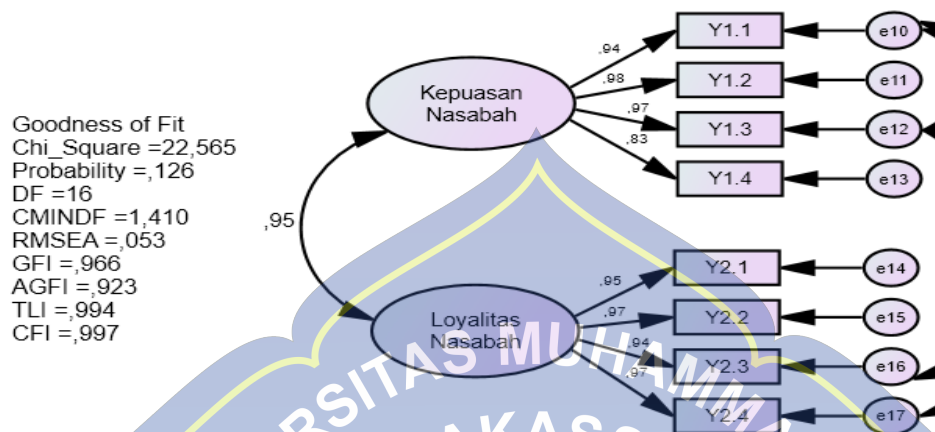 Goodness of Fit
Chi_Square =22,565
Probability =,126
DF =16
CMINDF =1,410
RMSEA =,053
GFI =,966
AGFI =,923
TLI =,994
CFI =,997
,95
Kepuasan
Nasabah
,94
,98
,97
,83
Y1.1
Y1.2
Y1.3
Y1.4
e10
e11
e12
e13
Loyalitas
Nasabah
,95
,97
,94
,97
Y2.1
Y2.2
Y2.3
Y2.4
e14
e15
e16
e17
RSITAS MUHAMM
AKASS